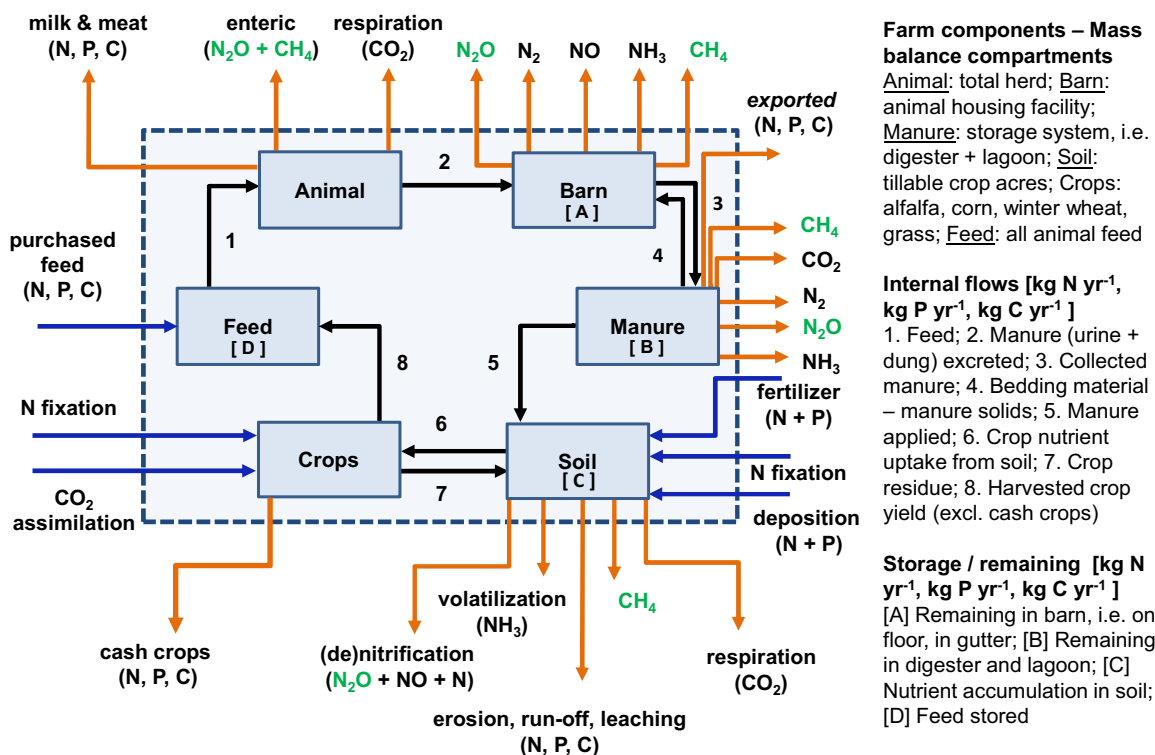 milk & meat
(N, P, C)
enteric
(N₂O + CH₄)
respiration
(CO₂)
N₂O
N₂
NO
NH₃
CH₄
exported
(N, P, C)
Animal
2
Barn
[ A ]
3
1
4
purchased
feed
(N, P, C)
CH₄
CO₂
N₂
N₂O
NH₃
Feed
[ D ]
Manure
[ B ]
8
5
fertilizer
(N + P)
N fixation
6
Crops
Soil
[ C ]
N fixation
7
CO₂
assimilation
deposition
(N + P)
volatilization
(NH₃)
CH₄
cash crops
(N, P, C)
(de)nitrification
(N₂O + NO + N)
respiration
(CO₂)
erosion, run-off, leaching
(N, P, C)
Farm components – Mass
balance compartments
Animal: total herd; Barn:
animal housing facility;
Manure: storage system, i.e.
digester + lagoon; Soil:
tillable crop acres; Crops:
alfalfa, corn, winter wheat,
grass; Feed: all animal feed
Internal flows [kg N yr⁻¹,
kg P yr⁻¹, kg C yr⁻¹ ]
1. Feed; 2. Manure (urine +
dung) excreted; 3. Collected
manure; 4. Bedding material
– manure solids; 5. Manure
applied; 6. Crop nutrient
uptake from soil; 7. Crop
residue; 8. Harvested crop
yield (excl. cash crops)
Storage / remaining [kg N
yr⁻¹, kg P yr⁻¹, kg C yr⁻¹ ]
[A] Remaining in barn, i.e. on
floor, in gutter; [B] Remaining
in digester and lagoon; [C]
Nutrient accumulation in soil;
[D] Feed stored